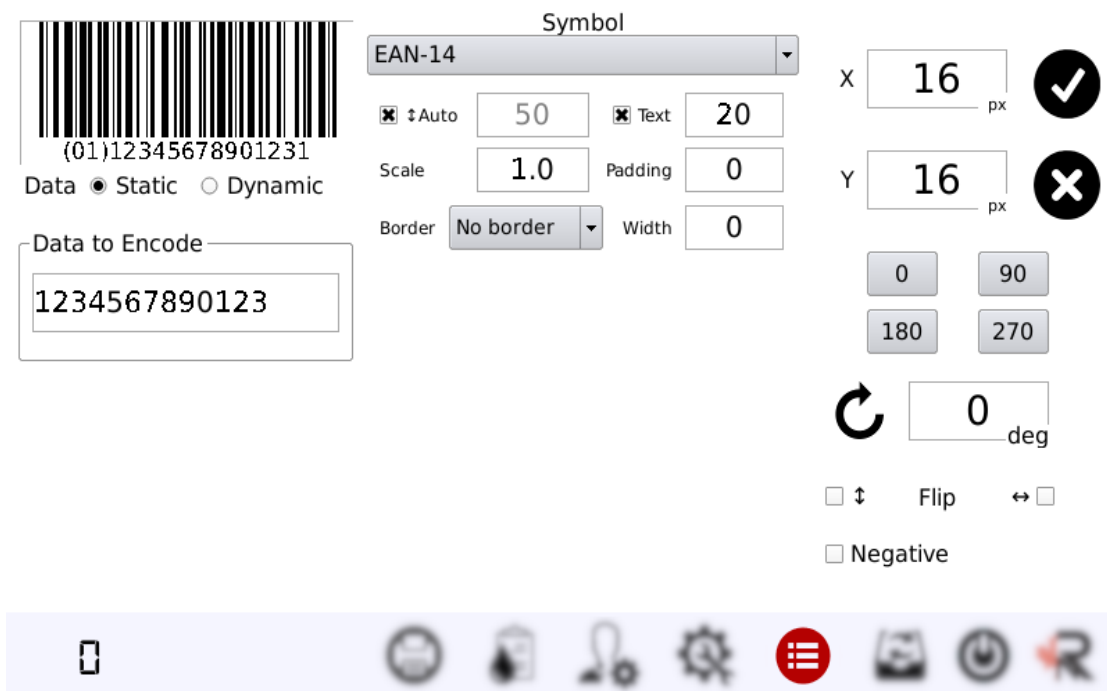 (01)12345678901231
Data Static Dynamic
Data to Encode
1234567890123
Symbol
EAN-14
↕Auto 50 Text 20
Scale 1.0 Padding 0
Border No border Width 0
X 16 px
Y 16 px
0 90
180 270
0 deg
↕ Flip ↔
Negative
0
R